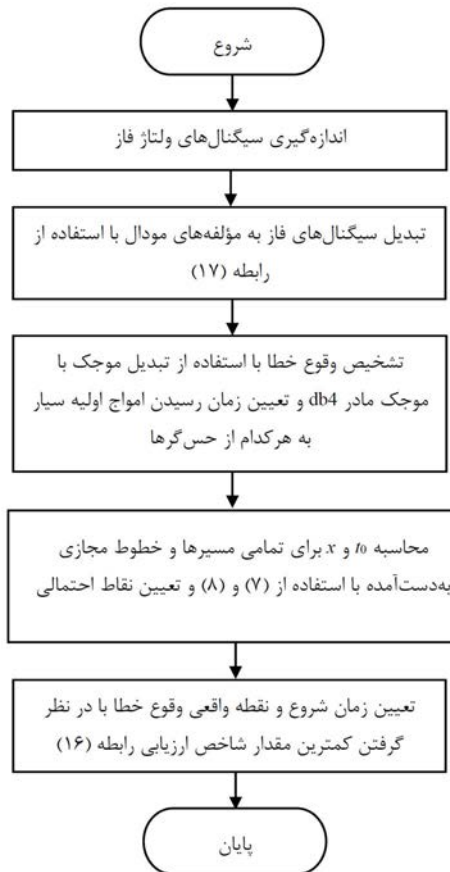 شروع
اندازه‌گیری سیگنال‌های ولتاژ فاز
تبدیل سیگنال‌های فاز به مؤلفه‌های مودال با استفاده از
رابطه (۱۷)
تشخیص وقوع خطا با استفاده از تبدیل موجک با
موجک مادر db4 و تعیین زمان رسیدن امواج اولیه سیار
به هرکدام از حس‌گرها
محاسبه t0 و x برای تمامی مسیرها و خطوط مجازی
به‌دست‌آمده با استفاده از (۷) و (۸) و تعیین نقاط احتمالی
تعیین زمان شروع و نقطه واقعی وقوع خطا با در نظر
گرفتن کمترین مقدار شاخص ارزیابی رابطه (۱۶)
پایان